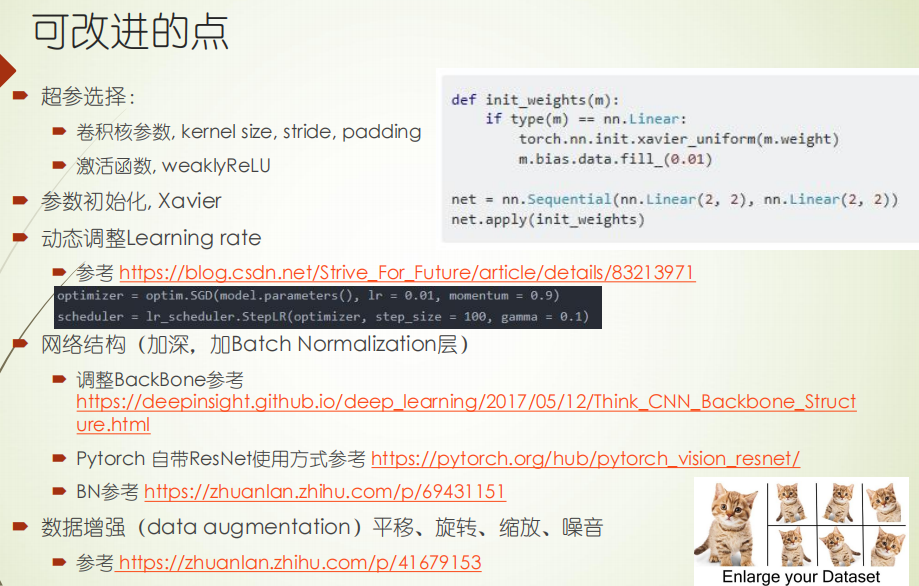 可改进的点
超参选择：
卷积核参数, kernel size, stride, padding
激活函数, weaklyReLU
参数初始化, Xavier
动态调整Learning rate
参考 https://blog.csdn.net/Strive_For_Future/article/details/83213971
optimizer = optim.SGD(model.parameters(), lr = 0.01, momentum = 0.9)
scheduler = lr_scheduler.StepLR(optimizer, step_size = 100, gamma = 0.1)
网络结构（加深，加Batch Normalization层）
调整BackBone参考
https://deepinsight.github.io/deep_learning/2017/05/12/Think_CNN_Backbone_Struct
ure.html
Pytorch 自带ResNet使用方式参考 https://pytorch.org/hub/pytorch_vision_resnet/
BN参考 https://zhuanlan.zhihu.com/p/69431151
数据增强（data augmentation）平移、旋转、缩放、噪音
参考 https://zhuanlan.zhihu.com/p/41679153
def init_weights(m):
    if type(m) == nn.Linear:
        torch.nn.init.xavier_uniform(m.weight)
        m.bias.data.fill_(0.01)
net = nn.Sequential(nn.Linear(2, 2), nn.Linear(2, 2))
net.apply(init_weights)
Enlarge your Dataset